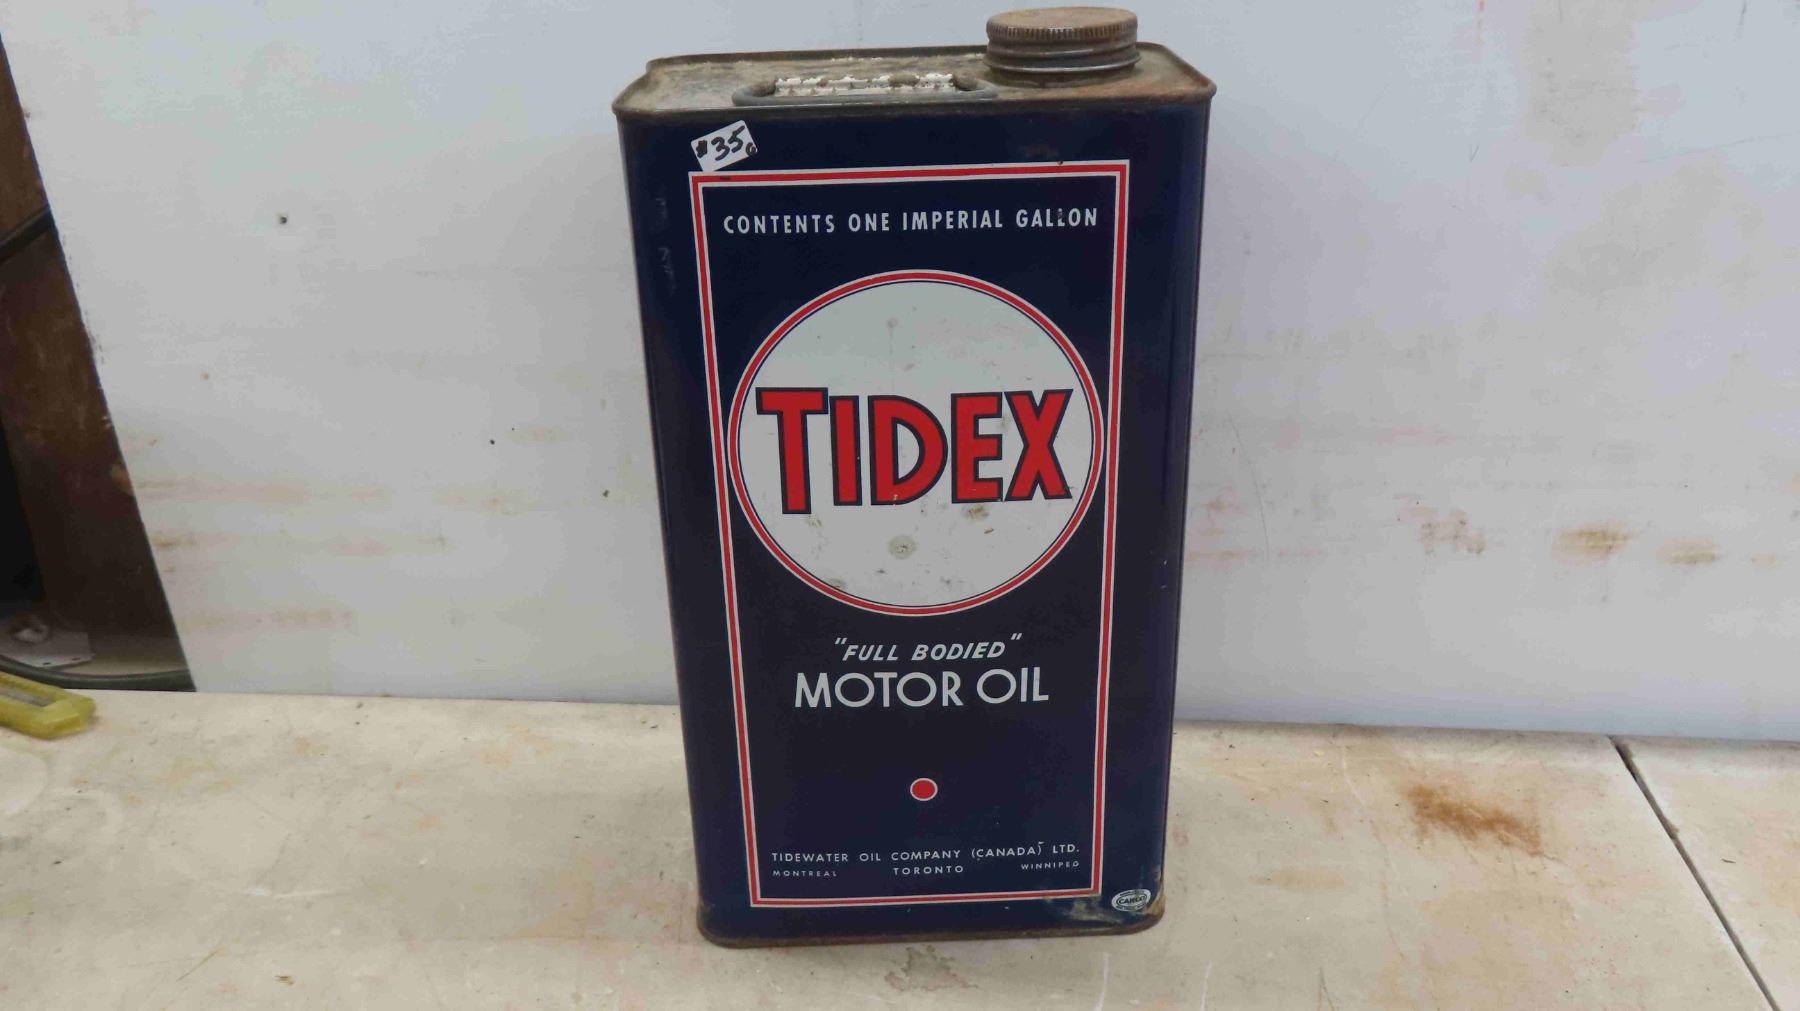 $35
CONTENTS ONE IMPERIAL GALLON
TIDEX
"FULL BODIED"
MOTOR OIL
TIDEWATER OIL COMPANY (CANADA) LTD.
MONTREAL TORONTO WINNIPEG